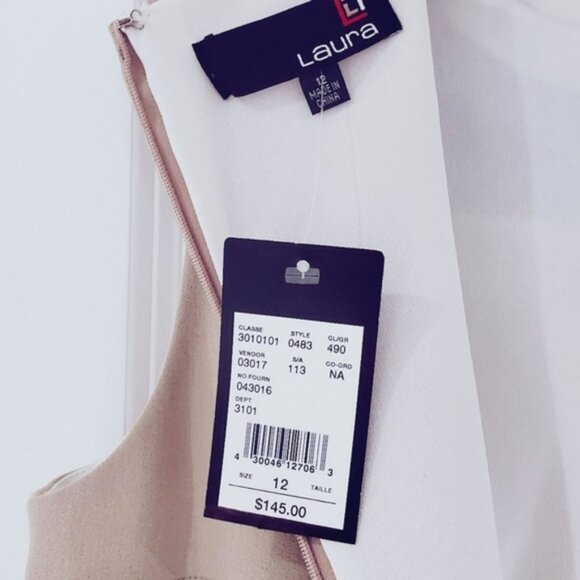 Laura
12
MADE IN
CHINA
CLASSE STYLE CL/GR
3010101 0483 490
VENDOR S/A CO-ORD
03017 113 NA
NO FOURN
043016
DEPT
3101
4 30046 12706 3
SIZE 12 TAILLE
$145.00